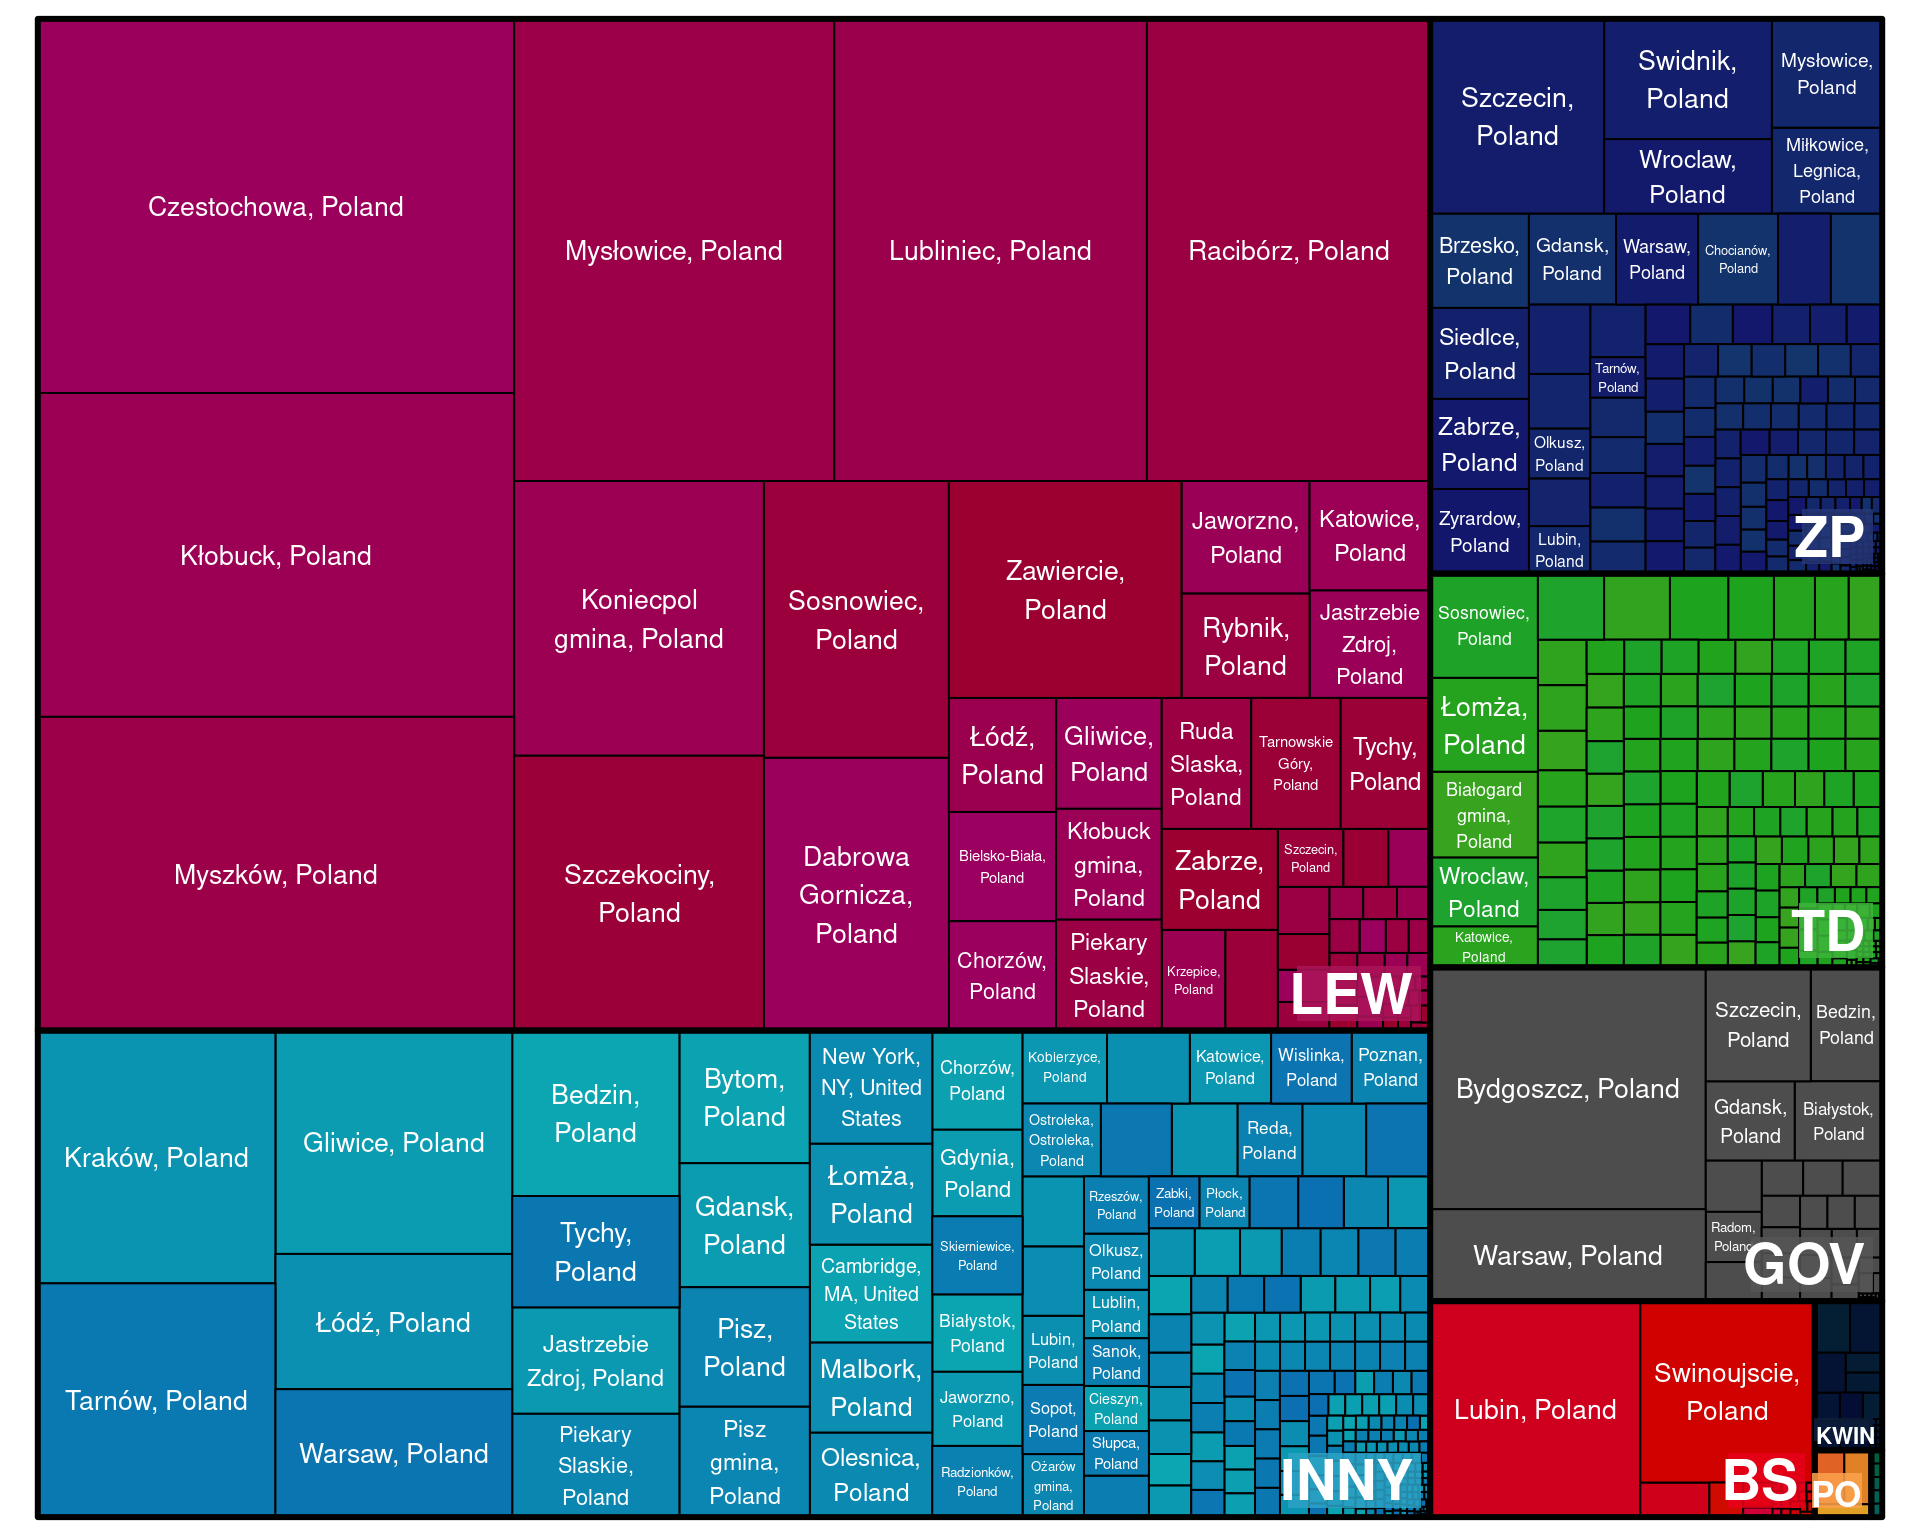 Czestochowa, Poland
Kłobuck, Poland
Myszków, Poland
Mysłowice, Poland
Lubliniec, Poland
Racibórz, Poland
Koniecpol
gmina, Poland
Szczekociny,
Poland
Sosnowiec,
Poland
Dabrowa
Gornicza,
Poland
Zawiercie,
Poland
Jaworzno,
Poland
Katowice,
Poland
Rybnik,
Poland
Jastrzebie
Zdroj,
Poland
Łódź,
Poland
Bielsko-Biała,
Poland
Chorzów,
Poland
Gliwice,
Poland
Kłobuck
gmina,
Poland
Piekary
Slaskie,
Poland
Ruda
Slaska,
Poland
Tarnowskie
Góry,
Poland
Tychy,
Poland
Zabrze,
Poland
Szczecin,
Poland
Krzepice,
Poland
LEW
Kraków, Poland
Tarnów, Poland
Gliwice, Poland
Łódź, Poland
Warsaw, Poland
Bedzin,
Poland
Tychy,
Poland
Jastrzebie
Zdroj, Poland
Piekary
Slaskie,
Poland
Bytom,
Poland
Gdansk,
Poland
Pisz,
Poland
Pisz
gmina,
Poland
New York,
NY, United
States
Łomża,
Poland
Cambridge,
MA, United
States
Malbork,
Poland
Olesnica,
Poland
Chorzów,
Poland
Gdynia,
Poland
Skierniewice,
Poland
Białystok,
Poland
Jaworzno,
Poland
Radzionków,
Poland
Kobierzyce,
Poland
Katowice,
Poland
Wislinka,
Poland
Poznan,
Poland
Ostrołeka,
Ostroleka,
Poland
Reda,
Poland
Lubin,
Poland
Sopot,
Poland
Ożarów
gmina,
Poland
Rzeszów,
Poland
Zabki,
Poland
Płock,
Poland
Olkusz,
Poland
Lublin,
Poland
Sanok,
Poland
Cieszyn,
Poland
Słupca,
Poland
INNY
Szczecin,
Poland
Swidnik,
Poland
Wroclaw,
Poland
Mysłowice,
Poland
Miłkowice,
Legnica,
Poland
Brzesko,
Poland
Gdansk,
Poland
Warsaw,
Poland
Chocianów,
Poland
Siedlce,
Poland
Zabrze,
Poland
Zyrardow,
Poland
Tarnów,
Poland
Olkusz,
Poland
Lubin,
Poland
ZP
Sosnowiec,
Poland
Łomża,
Poland
Białogard
gmina,
Poland
Wroclaw,
Poland
Katowice,
Poland
TD
Bydgoszcz, Poland
Warsaw, Poland
Szczecin,
Poland
Bedzin,
Poland
Gdansk,
Poland
Białystok,
Poland
Radom,
Poland
GOV
Lubin, Poland
Swinoujscie,
Poland
BS
KWIN
PO